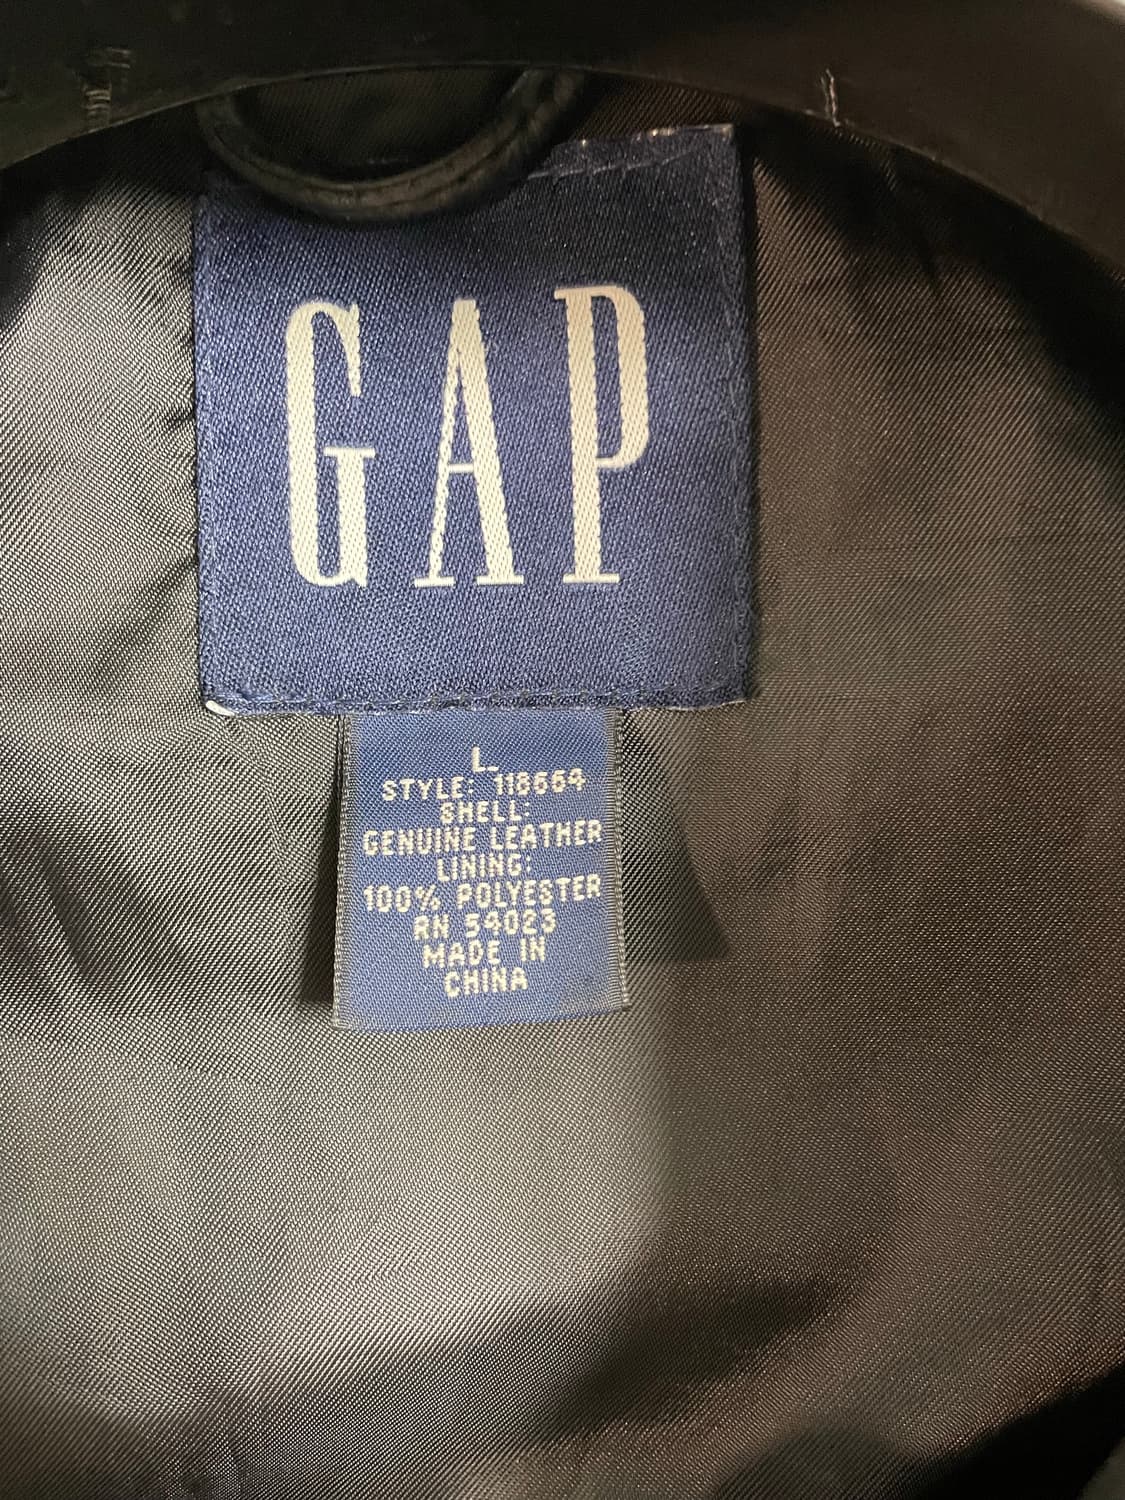 GAP
L
STYLE: 118664
SHELL:
GENUINE LEATHER
LINING:
100% POLYESTER
RN 54023
MADE IN
CHINA